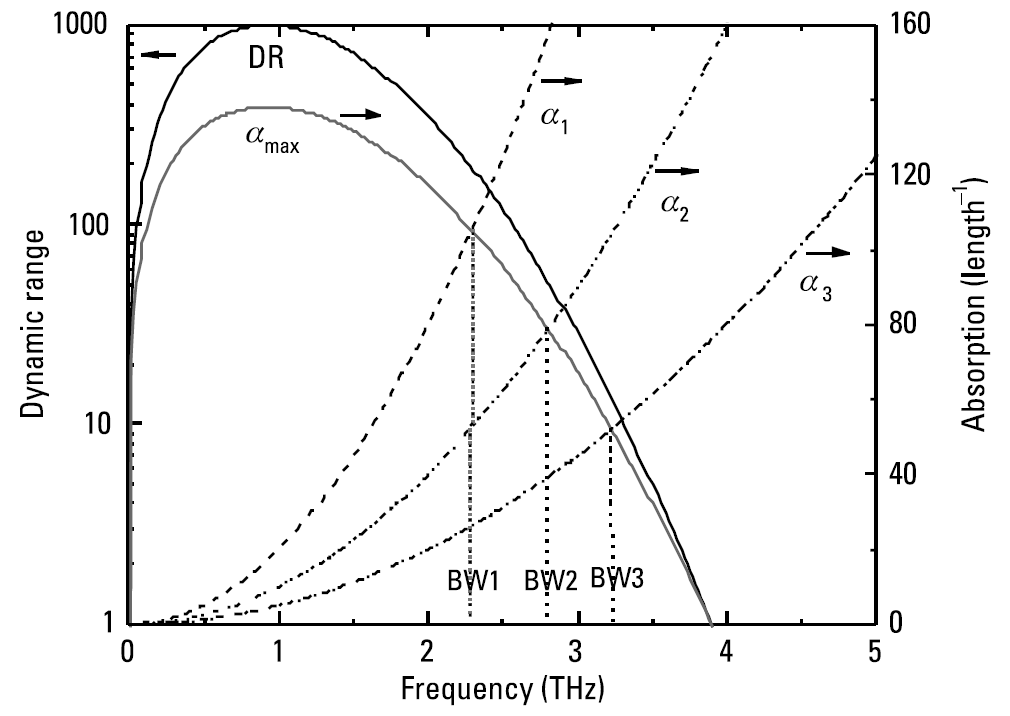 1000
100
10
1
Dynamic range
DR
αmax
α1
α2
α3
BW1 BW2 BW3
160
120
80
40
0
Absorption (length⁻¹)
0 1 2 3 4 5
Frequency (THz)